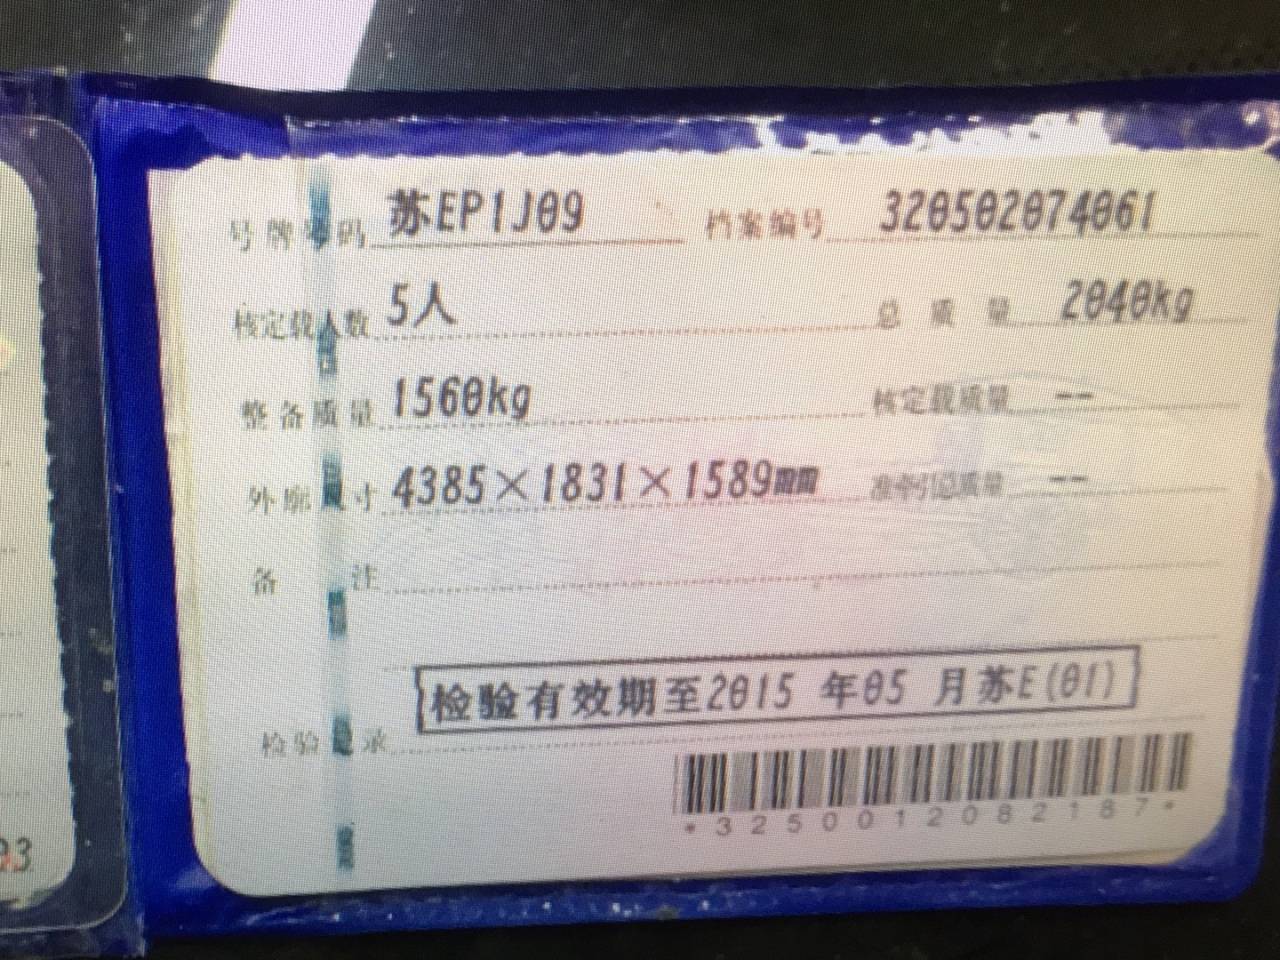 号牌号码 苏EP1J09 档案编号 320502074061
核定载人数 5人 总质量 2040kg
整备质量 1560kg 核定载质量 --
外廓尺寸 4385×1831×1589mm 准牵引总质量 --
备注
检验有效期至2015 年05 月苏E(01)
检验记录
*3250012082187*
93